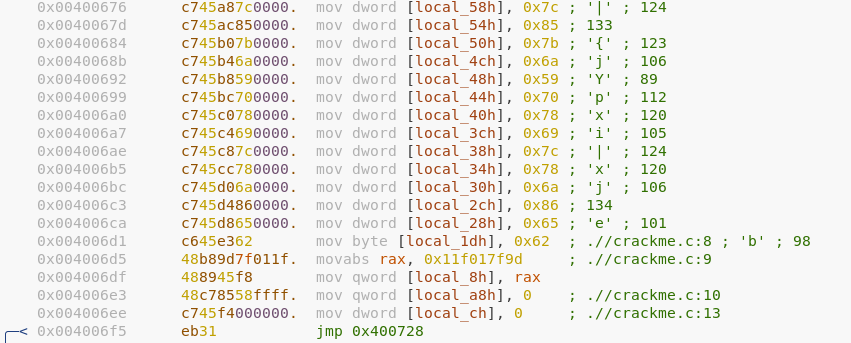 0x00400676 c745a87c0000. mov dword [local_58h], 0x7c ; '|' ; 124
0x0040067d c745ac850000. mov dword [local_54h], 0x85 ; 133
0x00400684 c745b07b0000. mov dword [local_50h], 0x7b ; '{' ; 123
0x0040068b c745b46a0000. mov dword [local_4ch], 0x6a ; 'j' ; 106
0x00400692 c745b8590000. mov dword [local_48h], 0x59 ; 'Y' ; 89
0x00400699 c745bc700000. mov dword [local_44h], 0x70 ; 'p' ; 112
0x004006a0 c745c0780000. mov dword [local_40h], 0x78 ; 'x' ; 120
0x004006a7 c745c4690000. mov dword [local_3ch], 0x69 ; 'i' ; 105
0x004006ae c745c87c0000. mov dword [local_38h], 0x7c ; '|' ; 124
0x004006b5 c745cc780000. mov dword [local_34h], 0x78 ; 'x' ; 120
0x004006bc c745d06a0000. mov dword [local_30h], 0x6a ; 'j' ; 106
0x004006c3 c745d4860000. mov dword [local_2ch], 0x86 ; 134
0x004006ca c745d8650000. mov dword [local_28h], 0x65 ; 'e' ; 101
0x004006d1 c645e362 mov byte [local_1dh], 0x62 ; .//crackme.c:8 ; 'b' ; 98
0x004006d5 48b89d7f011f. movabs rax, 0x11f017f9d ; .//crackme.c:9
0x004006df 488945f8 mov qword [local_8h], rax
0x004006e3 48c78558ffff. mov qword [local_a8h], 0 ; .//crackme.c:10
0x004006ee c745f4000000. mov dword [local_ch], 0 ; .//crackme.c:13
< 0x004006f5 eb31 jmp 0x400728